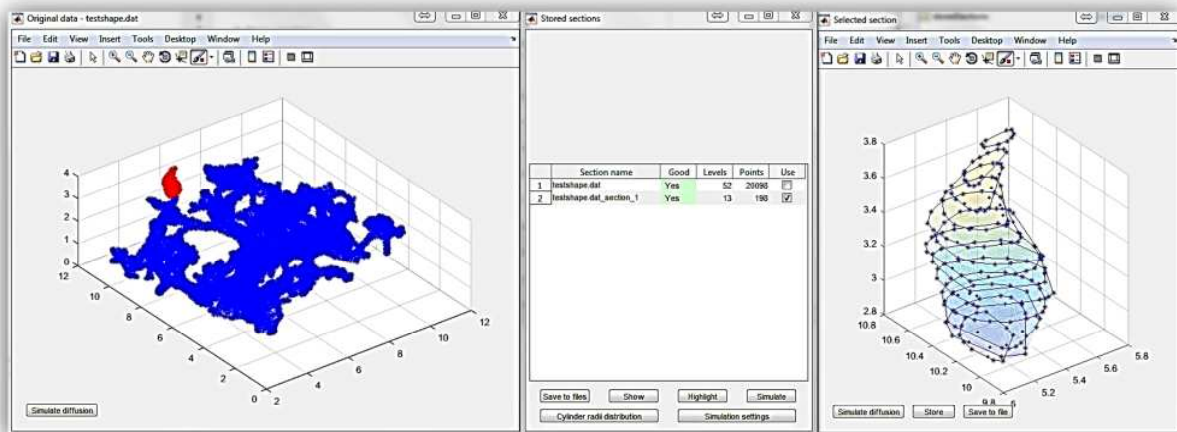 Original data - testshape.dat
File Edit View Insert Tools Desktop Window Help
4
3
2
1
0
12
10
8
6
4
2
0
2
4
6
8
10
12
Simulate diffusion
Stored sections
Section name Good Levels Points Use
1 testshape.dat Yes 52 20098
2 testshape.dat_section_1 Yes 13 198
Save to files Show Highlight Simulate
Cylinder radii distribution Simulation settings
Selected section
File Edit View Insert Tools Desktop Window Help
3.8
3.6
3.4
3.2
3
2.8
10.8
10.6
10.4
10.2
10
9.8
5
5.2
5.4
5.6
5.8
Simulate diffusion Store Save to file